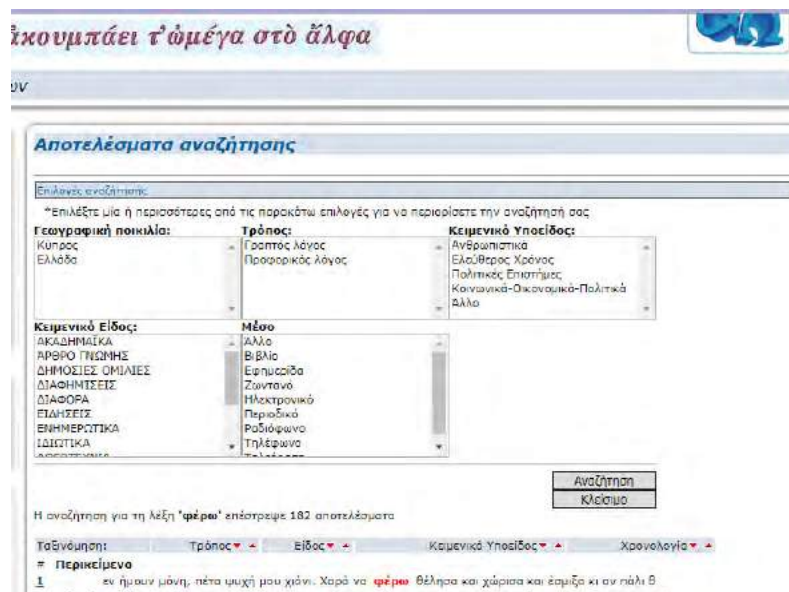 ἀκουμπάει τ'ὠμέγα στὸ ἄλφα
ων
Αποτελέσματα αναζήτησης
Επιλογές αναζήτησης
*Επιλέξτε μία ή περισσότερες από τις παρακάτω επιλογές για να περιορίσετε την αναζήτησή σας
Γεωγραφική ποικιλία: Τρόπος: Κειμενικό Υποείδος:
Κύπρος Γραπτός λόγος Ανθρωπιστικά
Ελλάδα Προφορικός λόγος Ελεύθερος Χρόνος
Πολιτικές Επιστήμες
Κοινωνικά-Οικονομικά-Πολιτικά
Άλλο
Κειμενικό Είδος: Μέσο
ΑΚΑΔΗΜΑΪΚΑ Άλλο
ΑΡΘΡΟ ΓΝΩΜΗΣ Βιβλίο
ΔΗΜΟΣΙΕΣ ΟΜΙΛΙΕΣ Εφημερίδα
ΔΙΑΦΗΜΙΣΕΙΣ Ζωντανό
ΔΙΑΦΟΡΑ Ηλεκτρονικό
ΕΙΔΗΣΕΙΣ Περιοδικό
ΕΝΗΜΕΡΩΤΙΚΑ Ραδιόφωνο
ΙΔΙΩΤΙΚΑ Τηλέφωνο
ΛΟΓΟΤΕΧΝΙΑ Τηλεόραση
Αναζήτηση
Κλείσιμο
Η αναζήτηση για τη λέξη 'φέρω' επέστρεψε 182 αποτελέσματα
Ταξινόμηση: Τρόπος Είδος Κειμενικό Υποείδος Χρονολογία
# Περικείμενο
1 εν ήμουν μόνη, πέτα ψυχή μου χιόνι. Χαρά να φέρω θέλησα και χώρισα και έσμιξα κι αν πάλι θ